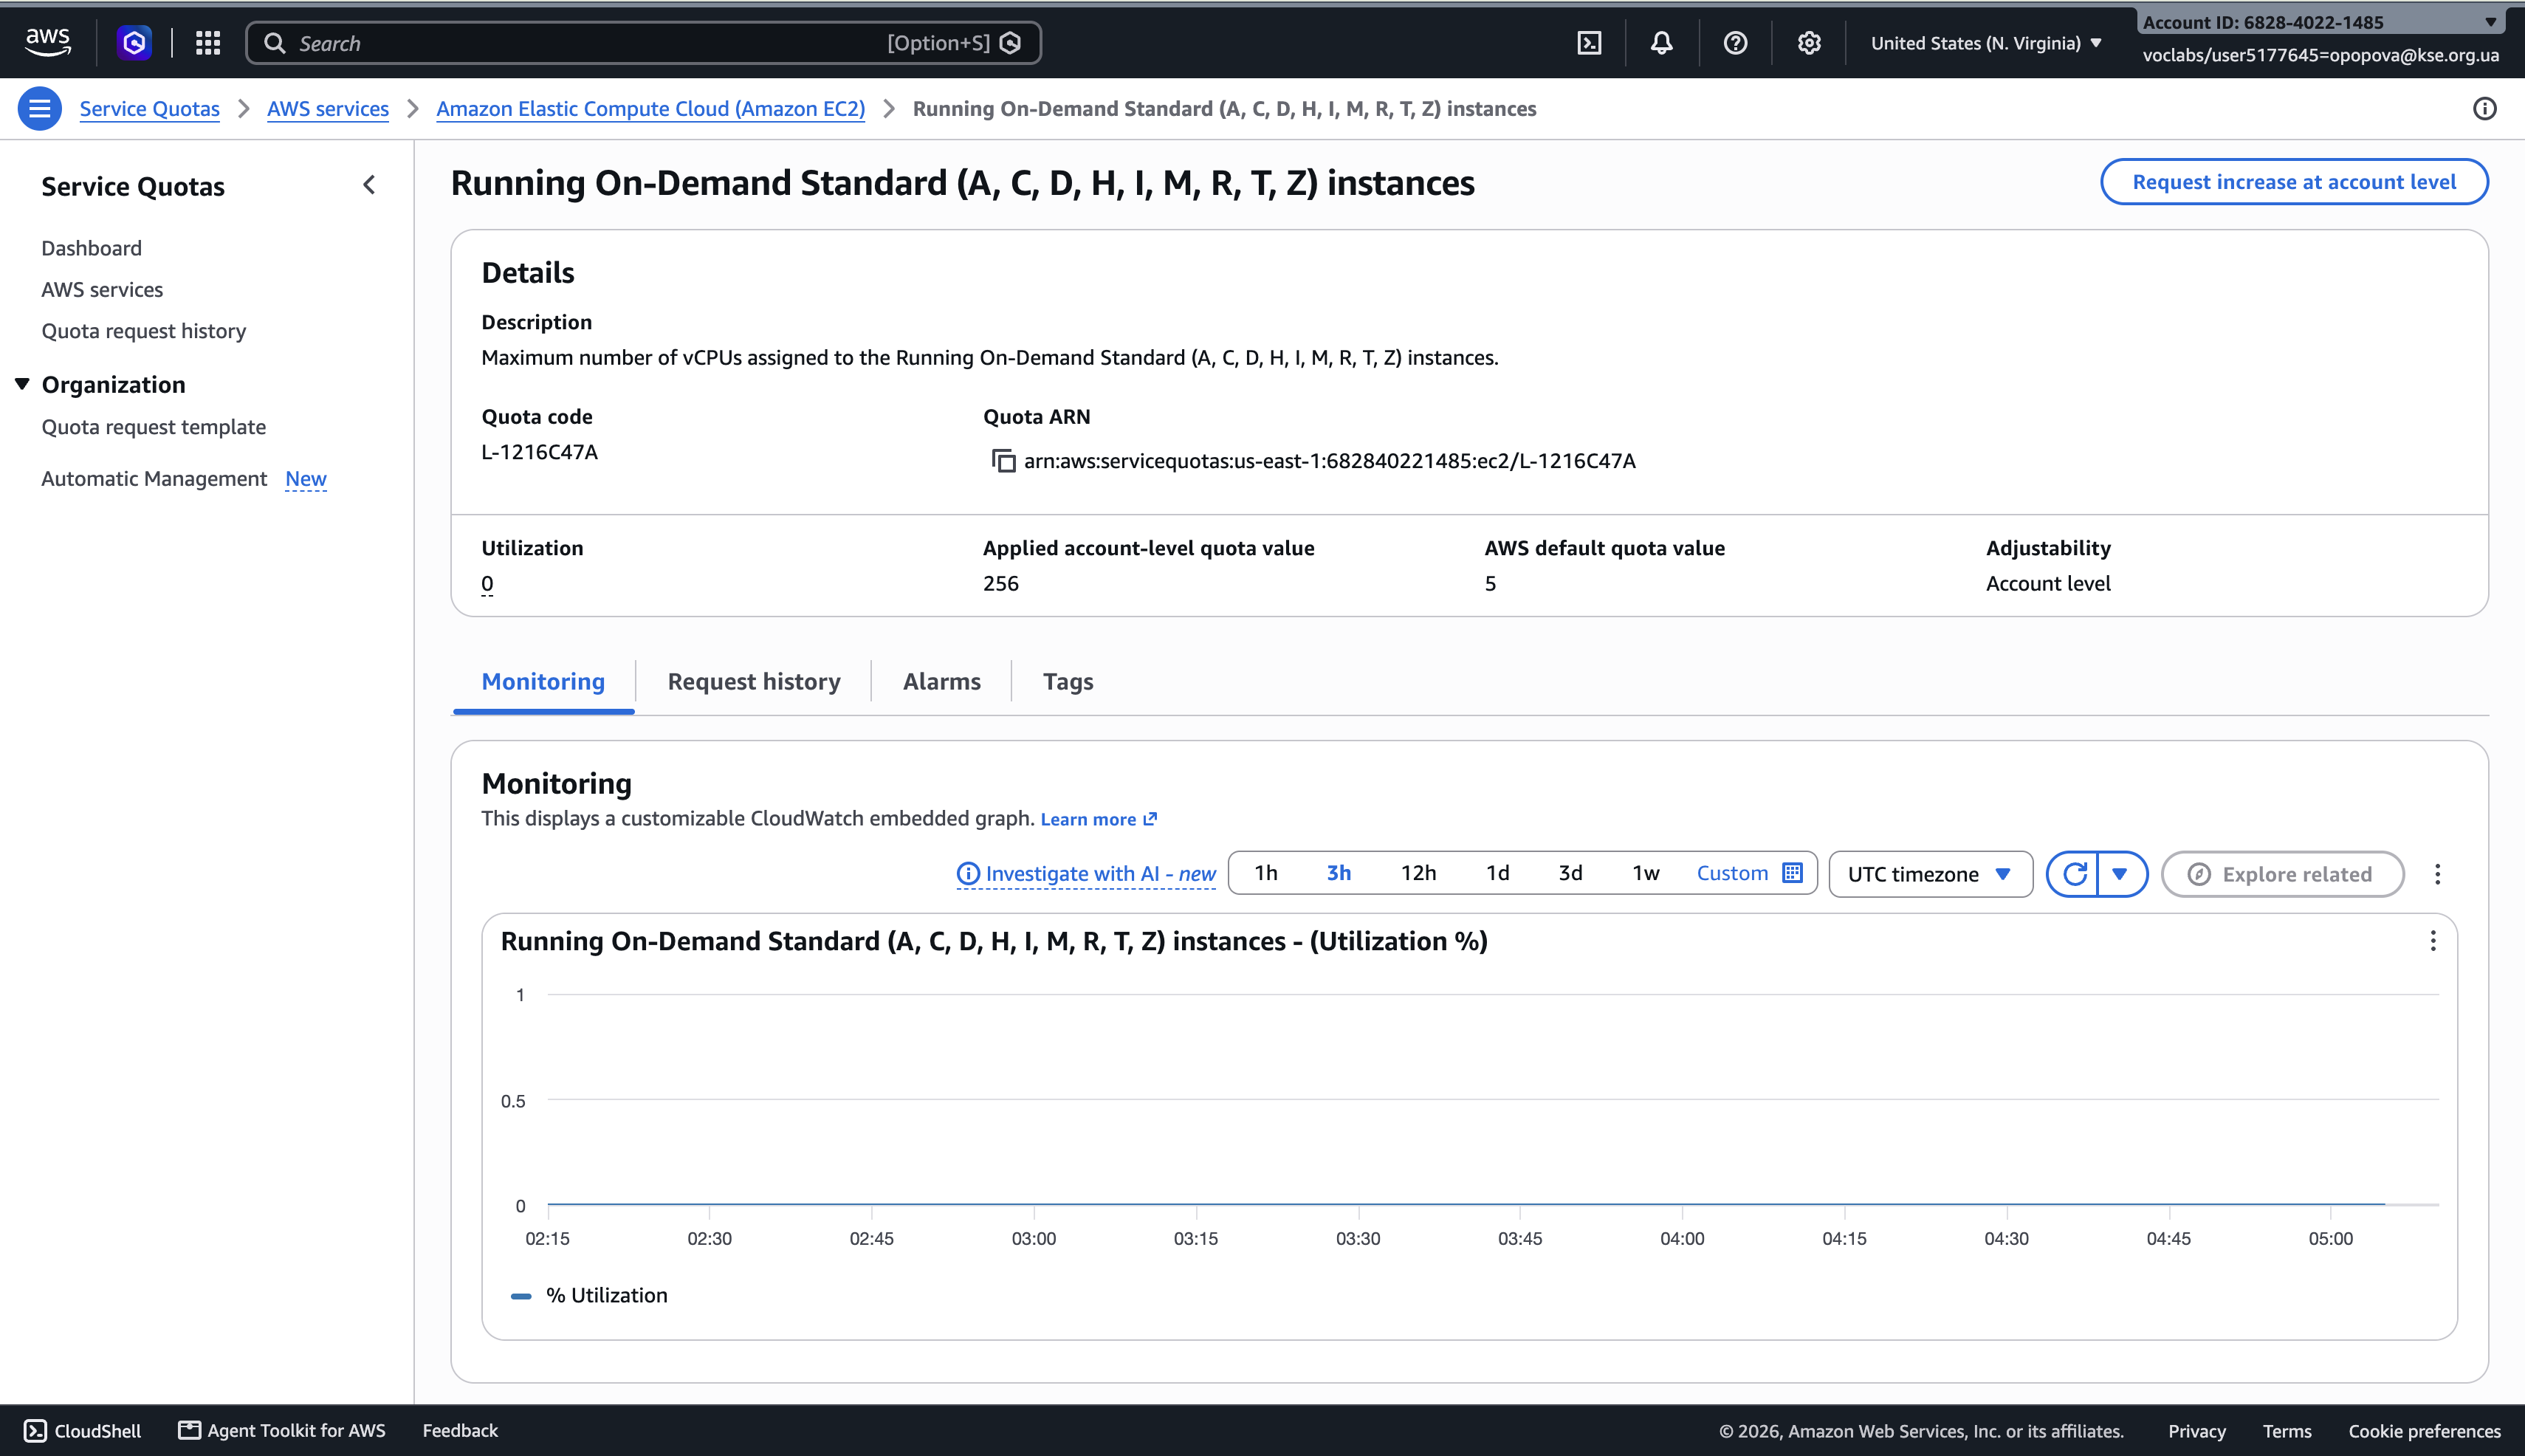 aws
Search [Option+S]
United States (N. Virginia)
Account ID: 6828-4022-1485
voclabs/user5177645=opopova@kse.org.ua
Service Quotas
AWS services
Amazon Elastic Compute Cloud (Amazon EC2)
Running On-Demand Standard (A, C, D, H, I, M, R, T, Z) instances
Service Quotas
Dashboard
AWS services
Quota request history
Organization
Quota request template
Automatic Management New
Running On-Demand Standard (A, C, D, H, I, M, R, T, Z) instances
Request increase at account level
Details
Description
Maximum number of vCPUs assigned to the Running On-Demand Standard (A, C, D, H, I, M, R, T, Z) instances.
Quota code
L-1216C47A
Quota ARN
arn:aws:servicequotas:us-east-1:682840221485:ec2/L-1216C47A
Utilization
0
Applied account-level quota value
256
AWS default quota value
5
Adjustability
Account level
Monitoring
Request history
Alarms
Tags
Monitoring
This displays a customizable CloudWatch embedded graph. Learn more
Investigate with AI - new
1h 3h 12h 1d 3d 1w Custom
UTC timezone
Explore related
Running On-Demand Standard (A, C, D, H, I, M, R, T, Z) instances - (Utilization %)
1
0.5
0
02:15 02:30 02:45 03:00 03:15 03:30 03:45 04:00 04:15 04:30 04:45 05:00
% Utilization
CloudShell
Agent Toolkit for AWS
Feedback
© 2026, Amazon Web Services, Inc. or its affiliates.
Privacy
Terms
Cookie preferences